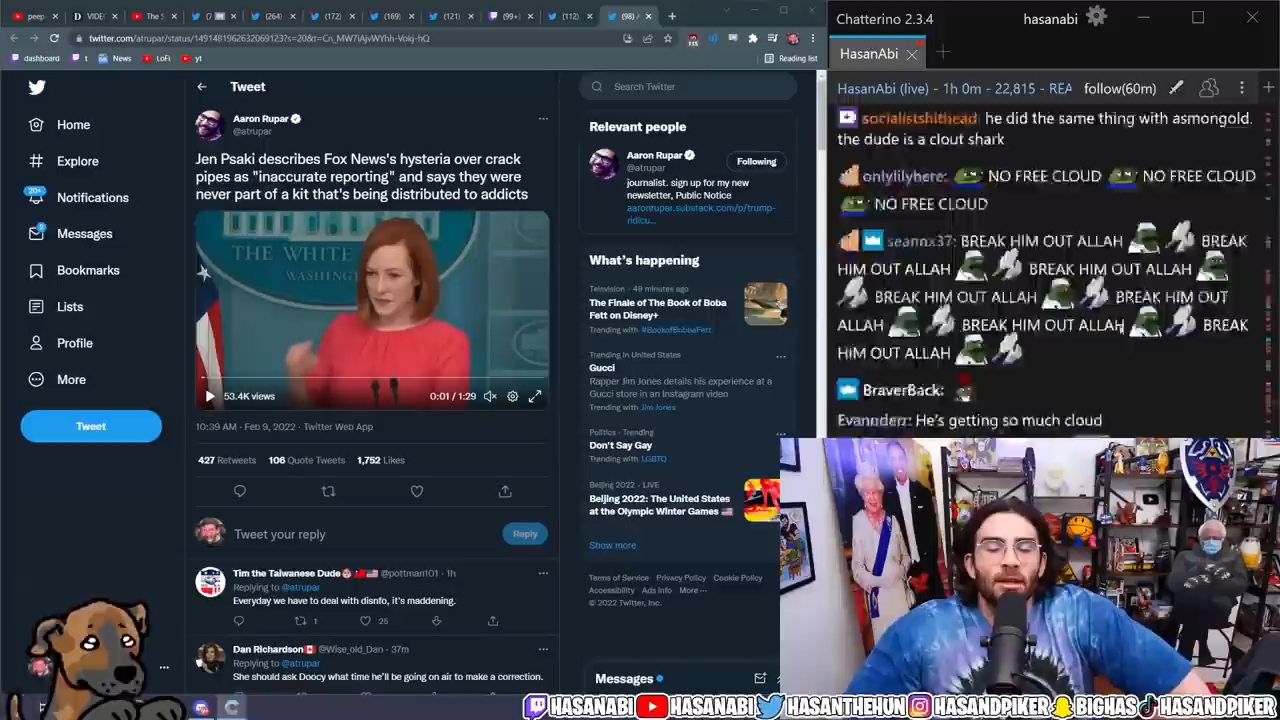 peep
VIDE
The S
(264)
(172)
(169)
(121)
(99+)
(112)
(98) /
twitter.com/atrupar/status/1491481962632069123?s=20&t=Cn_MW7iAjvWYhh-Vokj-hQ
dashboard
t
News
LoFi
yt
Reading list
Tweet
Home
Explore
20+
Notifications
Messages
Bookmarks
Lists
Profile
More
Tweet
Aaron Rupar
@atrupar
Jen Psaki describes Fox News's hysteria over crack
pipes as "inaccurate reporting" and says they were
never part of a kit that's being distributed to addicts
THE WHITE
WASHING
53.4K views
0:01 / 1:29
10:39 AM · Feb 9, 2022 · Twitter Web App
427 Retweets 106 Quote Tweets 1,752 Likes
Tweet your reply
Reply
Tim the Taiwanese Dude @pottman101 · 1h
Replying to @atrupar
Everyday we have to deal with disnfo, it's maddening.
1
25
Dan Richardson @Wise_old_Dan · 37m
Replying to @atrupar
She should ask Doocy what time he'll be going on air to make a correction.
Search Twitter
Relevant people
Aaron Rupar
@atrupar
Following
journalist. sign up for my new
newsletter, Public Notice
aaronrupar.substack.com/p/trump-
ridicu...
What's happening
Television · 49 minutes ago
The Finale of The Book of Boba
Fett on Disney+
Trending with #BookofBobaFett
Trending in United States
Gucci
Rapper Jim Jones details his experience at a
Gucci store in an Instagram video
Trending with Jim Jones
Politics · Trending
Don't Say Gay
Trending with LGBTQ
Beijing 2022 · LIVE
Beijing 2022: The United States
at the Olympic Winter Games
Show more
Terms of Service Privacy Policy Cookie Policy
Accessibility Ads Info More ···
© 2022 Twitter, Inc.
Messages
Chatterino 2.3.4
hasanabi
HasanAbi
HasanAbi (live) - 1h 0m - 22,815 - REA
follow(60m)
socialistshithead: he did the same thing with asmongold.
the dude is a clout shark
onlylilyhere: NO FREE CLOUD NO FREE CLOUD
NO FREE CLOUD
seannx37: BREAK HIM OUT ALLAH BREAK
HIM OUT ALLAH BREAK HIM OUT ALLAH
BREAK HIM OUT ALLAH BREAK HIM OUT
ALLAH BREAK HIM OUT ALLAH BREAK
HIM OUT ALLAH
BraverBack:
He's getting so much cloud
HASANABI HASANABI HASANTHEHUN HASANDPIKER BIGHAS HASANDPIKER